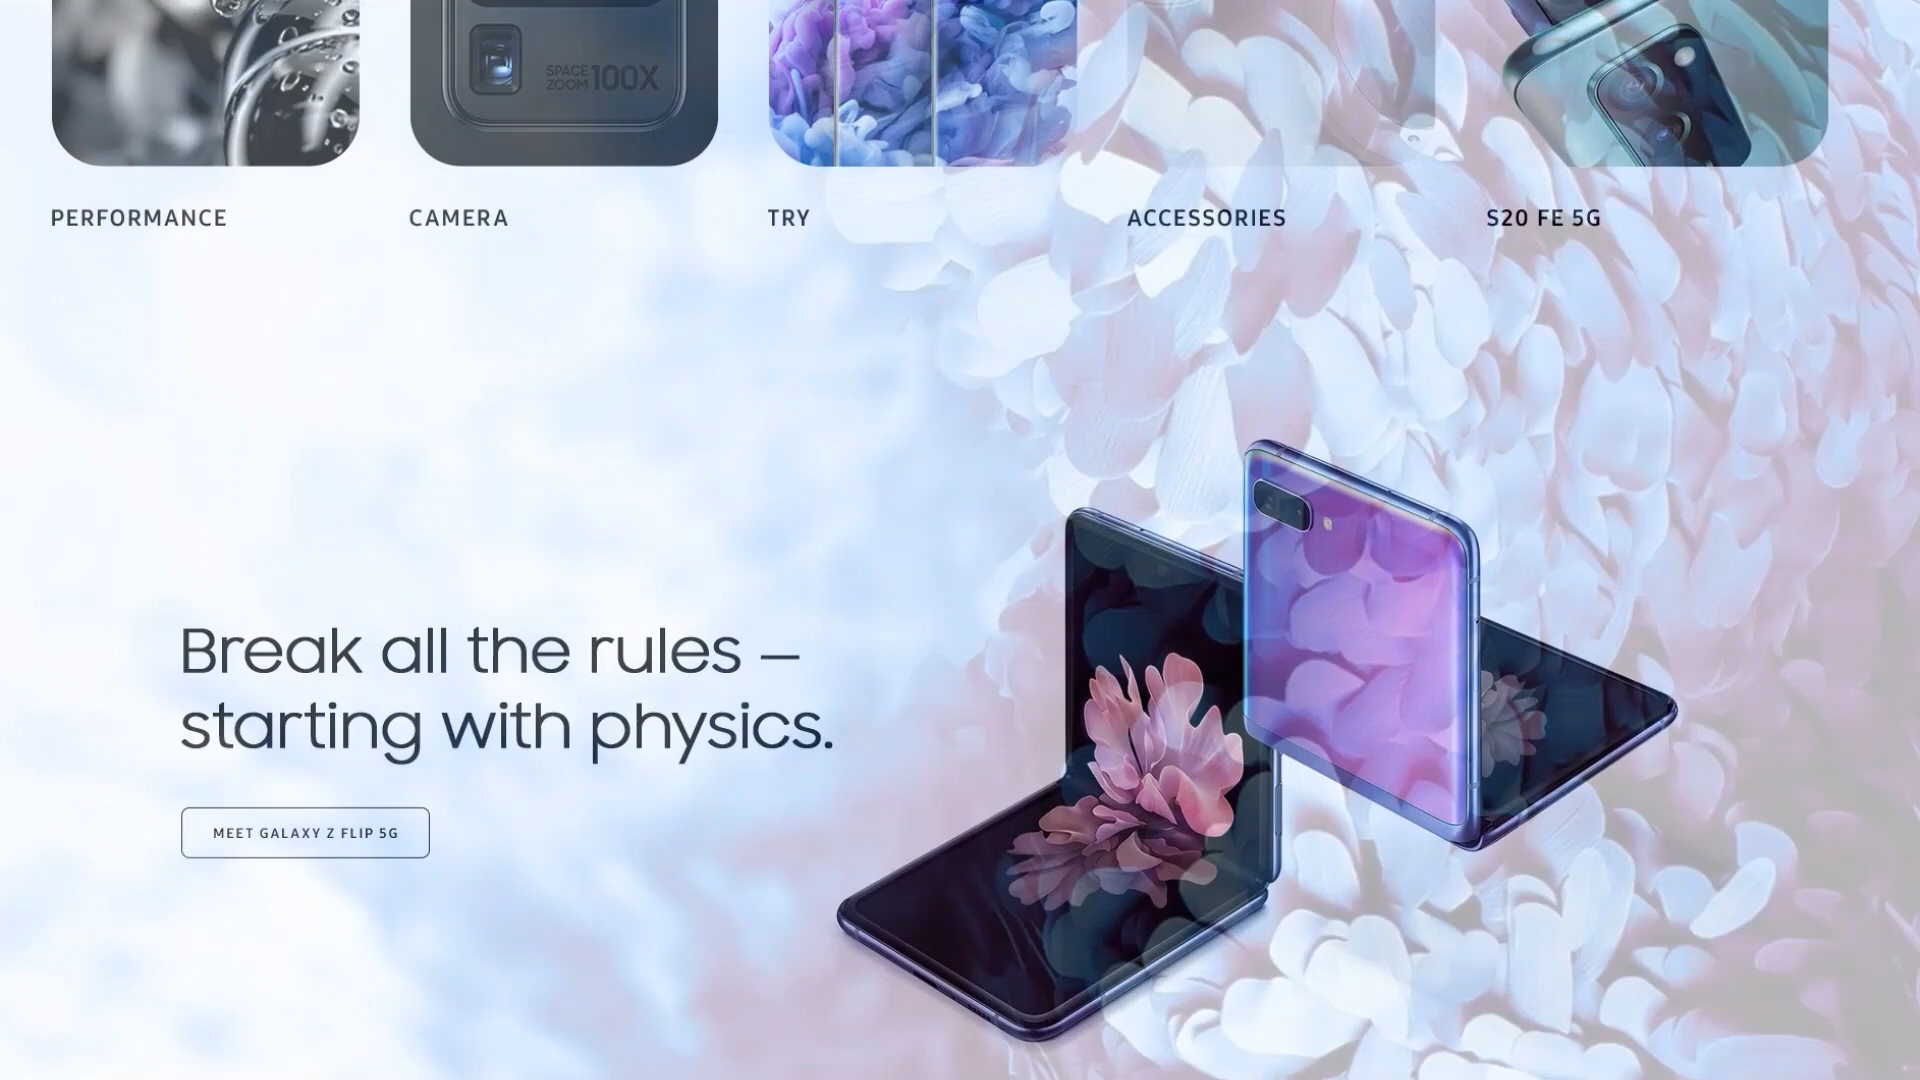 SPACE
ZOOM 100X
PERFORMANCE
CAMERA
TRY
ACCESSORIES
S20 FE 5G
Break all the rules –
starting with physics.
MEET GALAXY Z FLIP 5G